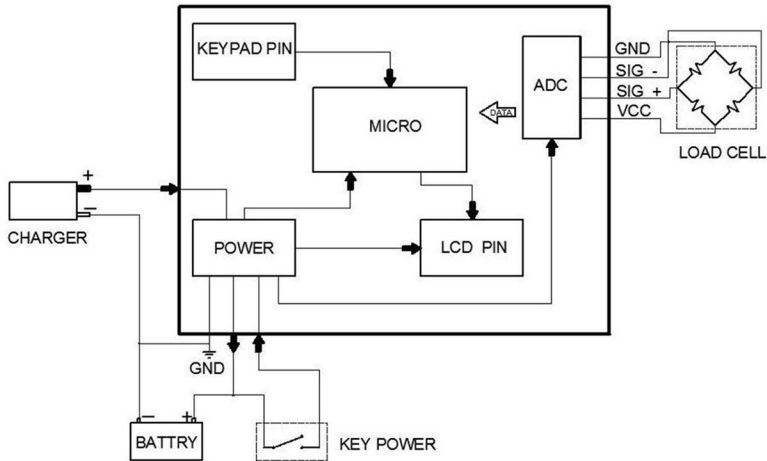 KEYPAD PIN
MICRO
DATA
ADC
GND
SIG -
SIG +
VCC
LOAD CELL
+
−
CHARGER
POWER
LCD PIN
GND
− +
BATTRY
KEY POWER